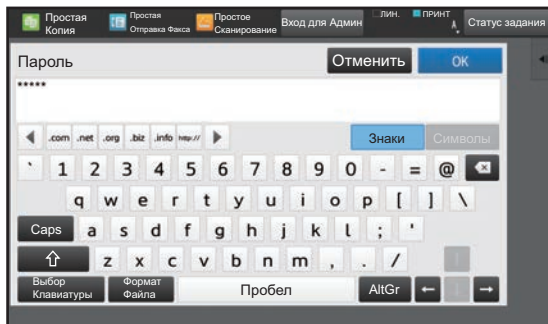 Простая Копия
Простая Отправка Факса
Простое Сканирование
Вход для Админ
ЛИН.
ПРИНТ
Статус задания
Пароль
Отменить
OK
*****
.com .net .org .biz .info http://
Знаки
Символы
` 1 2 3 4 5 6 7 8 9 0 - = @
q w e r t y u i o p [ ] \
Caps a s d f g h j k l ; '
z x c v b n m , . /
Выбор Клавиатуры
Формат Файла
Пробел
AltGr